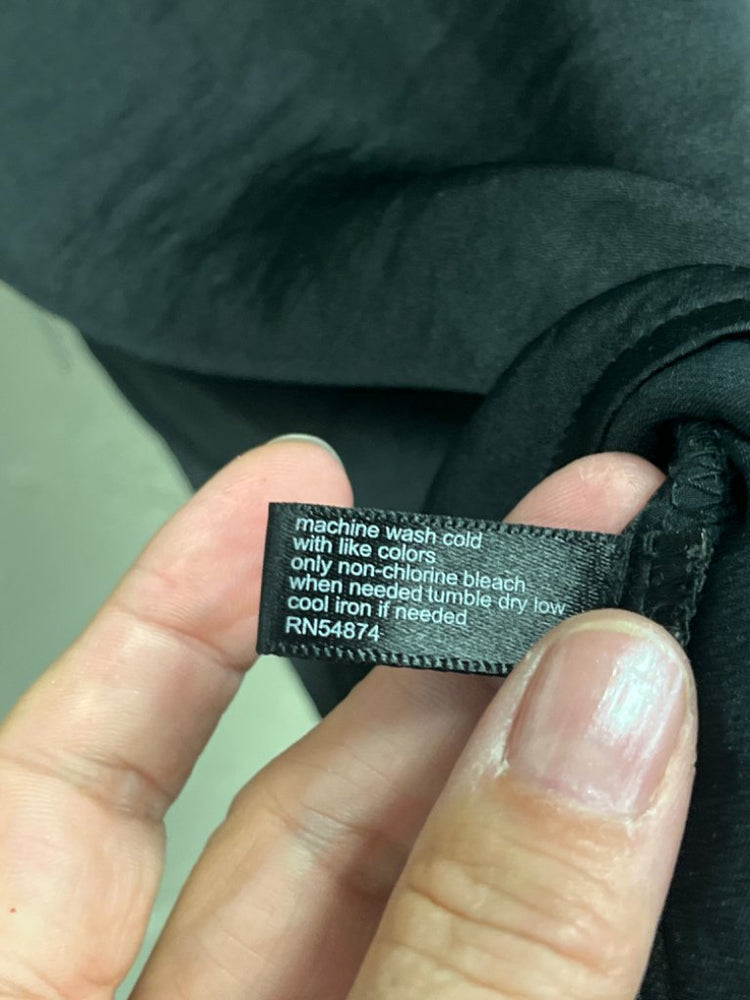 machine wash cold
with like colors
only non-chlorine bleach
when needed tumble dry low
cool iron if needed
RN54874